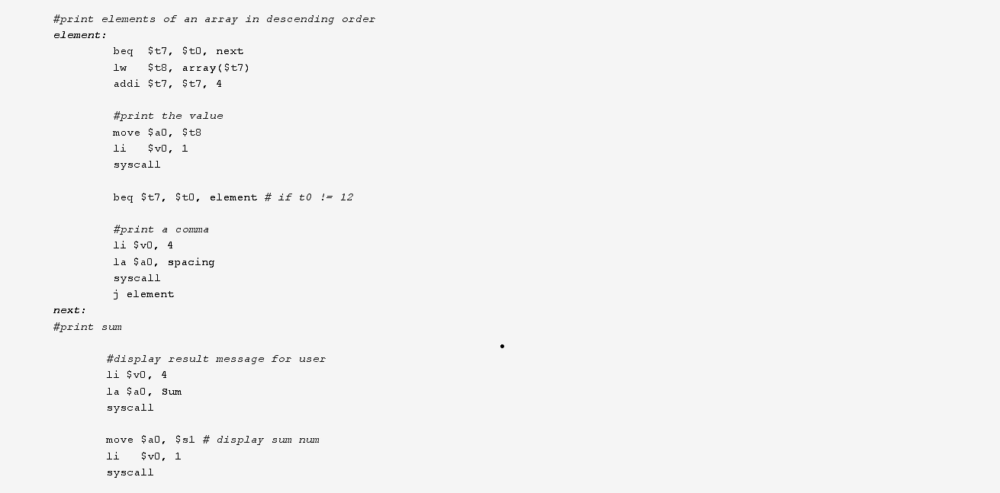 #print elements of an array in descending order
element:
beq  $t7, $t0, next
lw   $t8, array($t7)
addi $t7, $t7, 4
#print the value
move $a0, $t8
li   $v0, 1
syscall
beq $t7, $t0, element # if t0 != 12
#print a comma
li $v0, 4
la $a0, spacing
syscall
j element
next:
#print sum
#display result message for user
li $v0, 4
la $a0, Sum
syscall
move $a0, $s1 # display sum num
li   $v0, 1
syscall